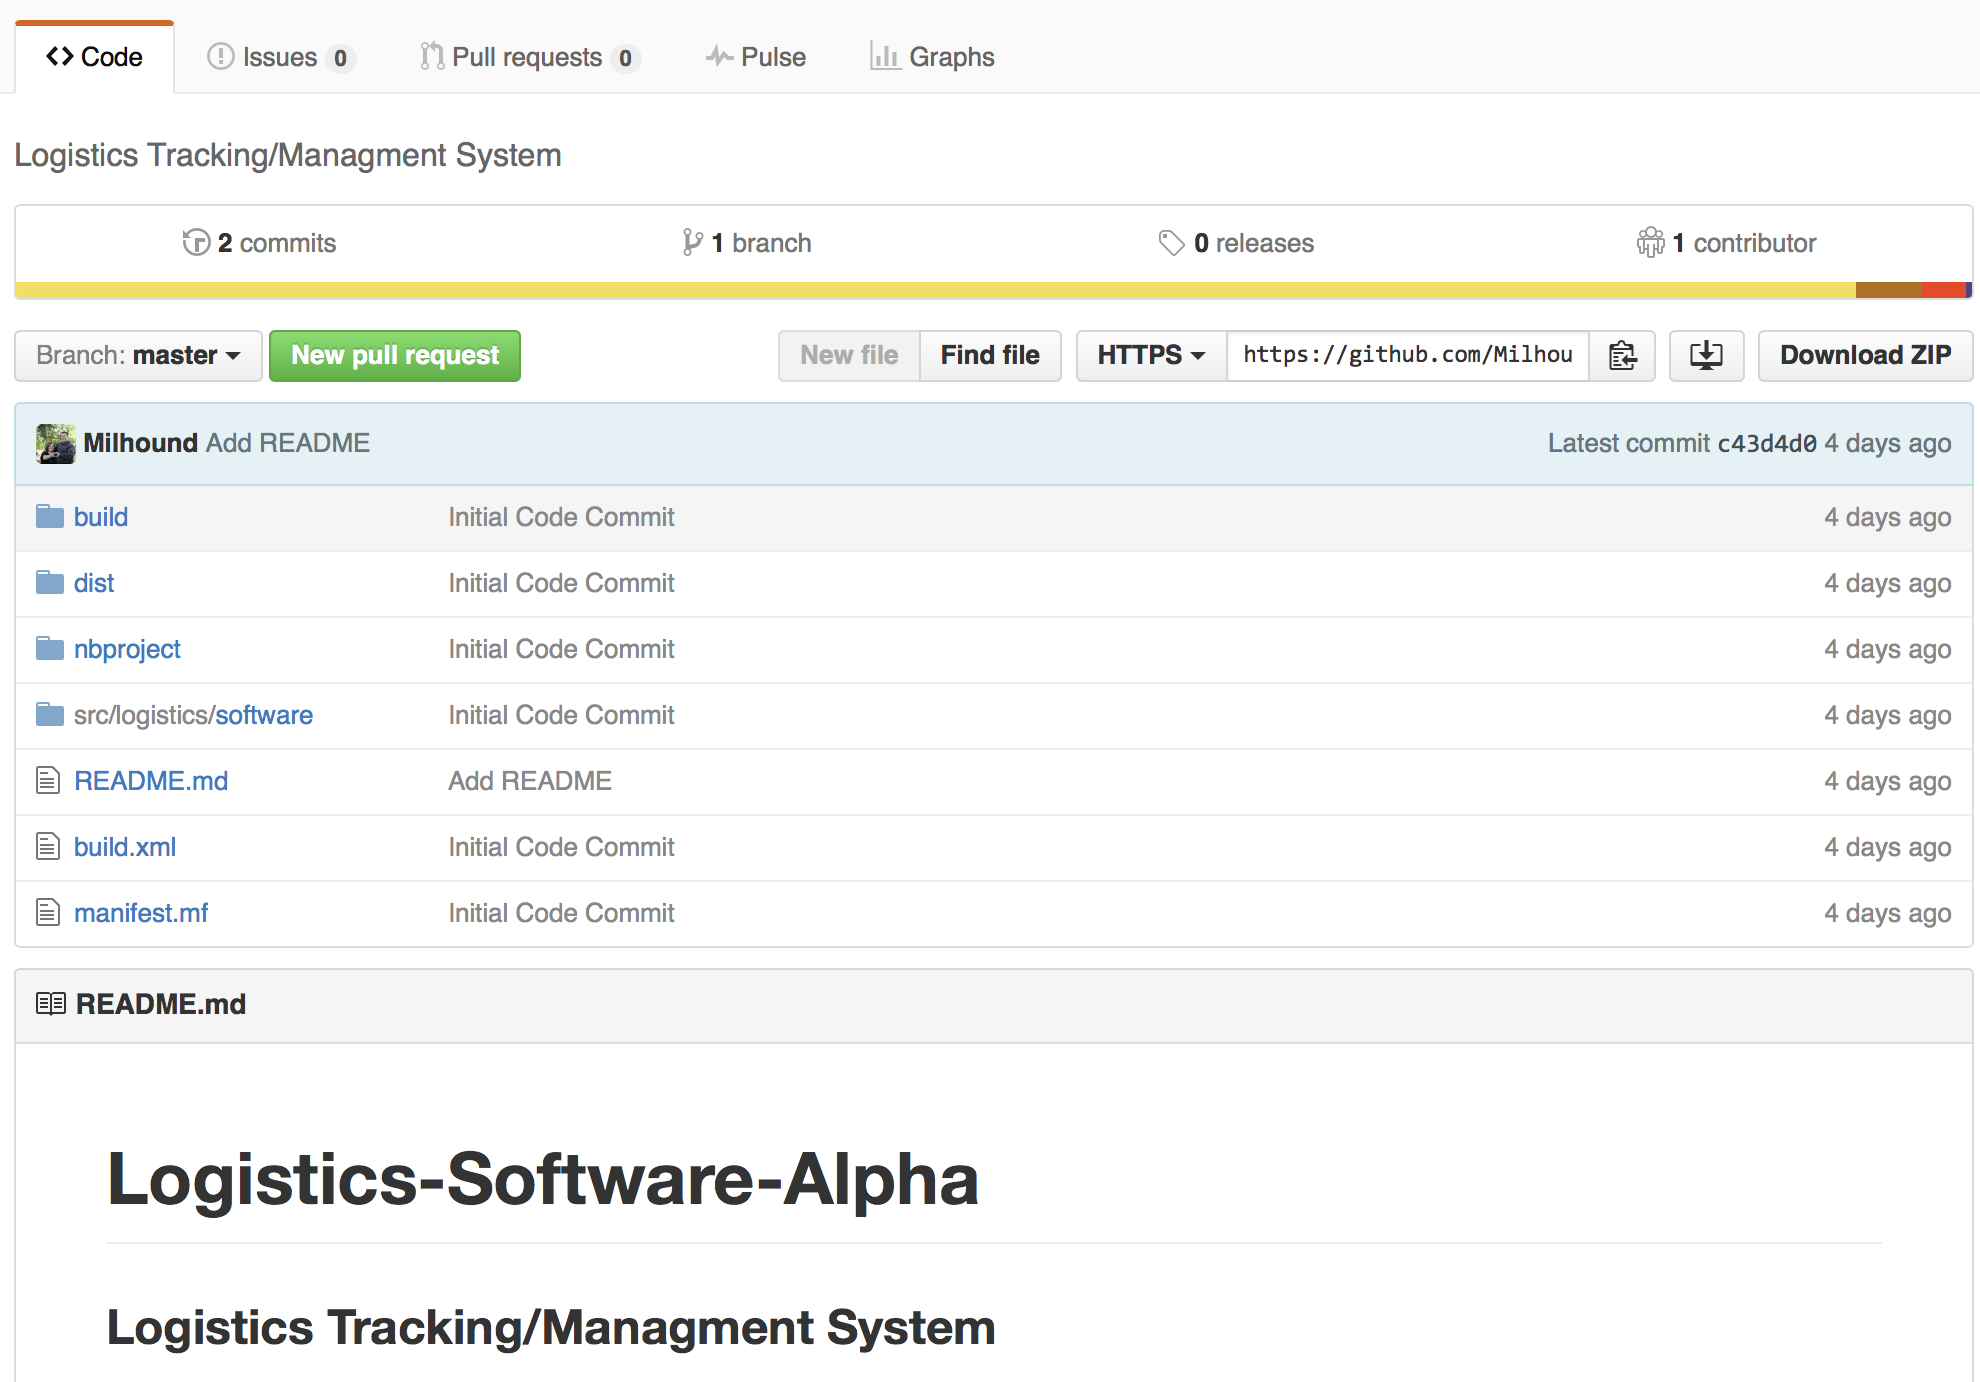 Code Issues 0 Pull requests 0 Pulse Graphs
Logistics Tracking/Managment System
2 commits 1 branch 0 releases 1 contributor
Branch: master New pull request New file Find file HTTPS https://github.com/Milhou Download ZIP
Milhound Add README Latest commit c43d4d0 4 days ago
build Initial Code Commit 4 days ago
dist Initial Code Commit 4 days ago
nbproject Initial Code Commit 4 days ago
src/logistics/software Initial Code Commit 4 days ago
README.md Add README 4 days ago
build.xml Initial Code Commit 4 days ago
manifest.mf Initial Code Commit 4 days ago
README.md
Logistics-Software-Alpha
Logistics Tracking/Managment System